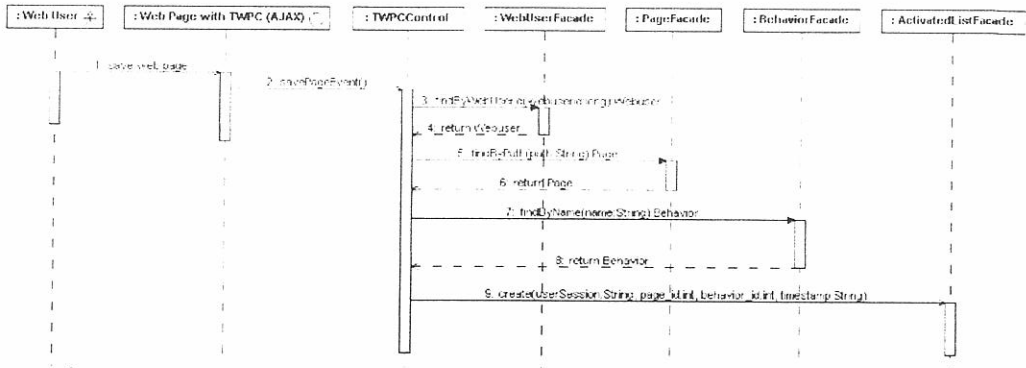 : Web User
: Web Page with TWPC (AJAX)
: TWPCControl
: WebUserFacade
: PageFacade
: BehaviorFacade
: ActivatedListFacade
1: save web page
2: savePageEvent()
3: Webuser
4: return Webuser
5: findByPath(path:String):Page
6: return Page
7: findByName(name:String):Behavior
8: return Behavior
9: create(userSession:String, page_id:int, behavior_id:int, timestamp:String)